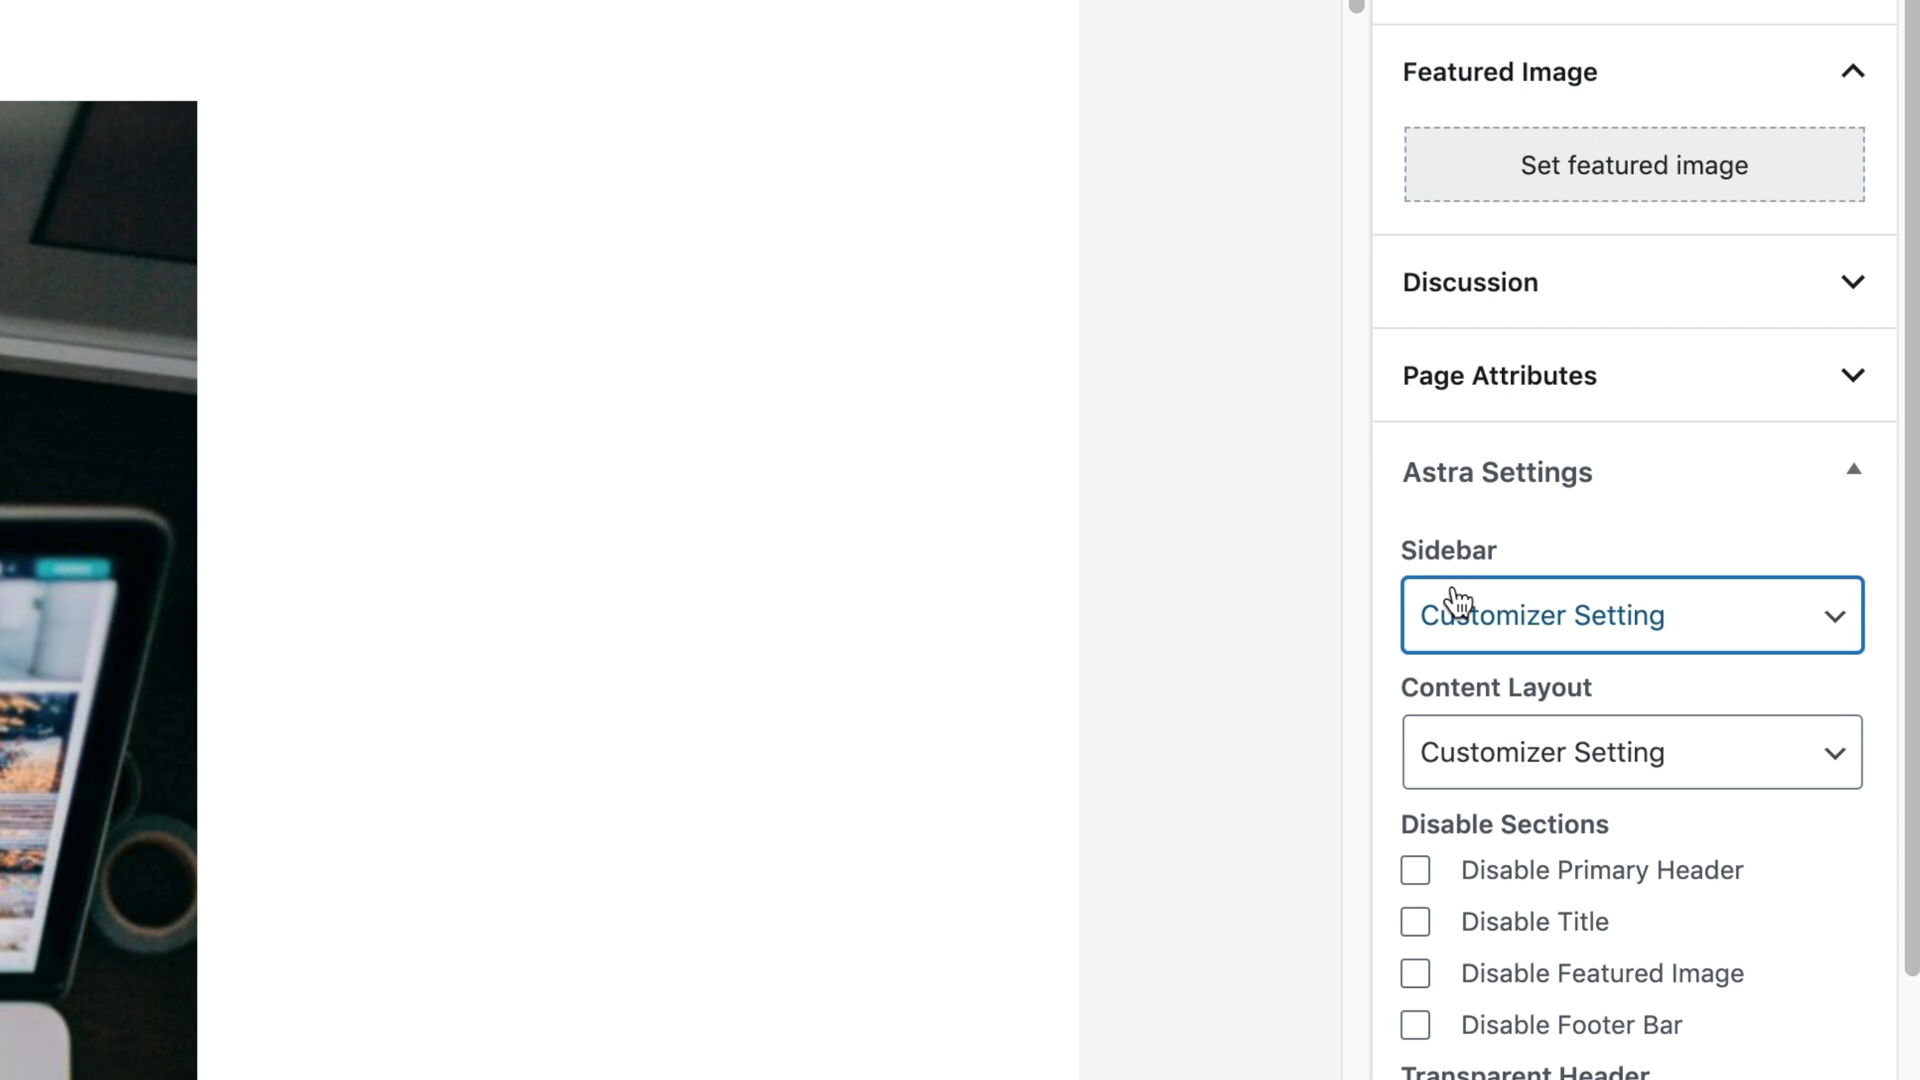 Featured Image
Set featured image
Discussion
Page Attributes
Astra Settings
Sidebar
Customizer Setting
Content Layout
Customizer Setting
Disable Sections
Disable Primary Header
Disable Title
Disable Featured Image
Disable Footer Bar
Transparent Header